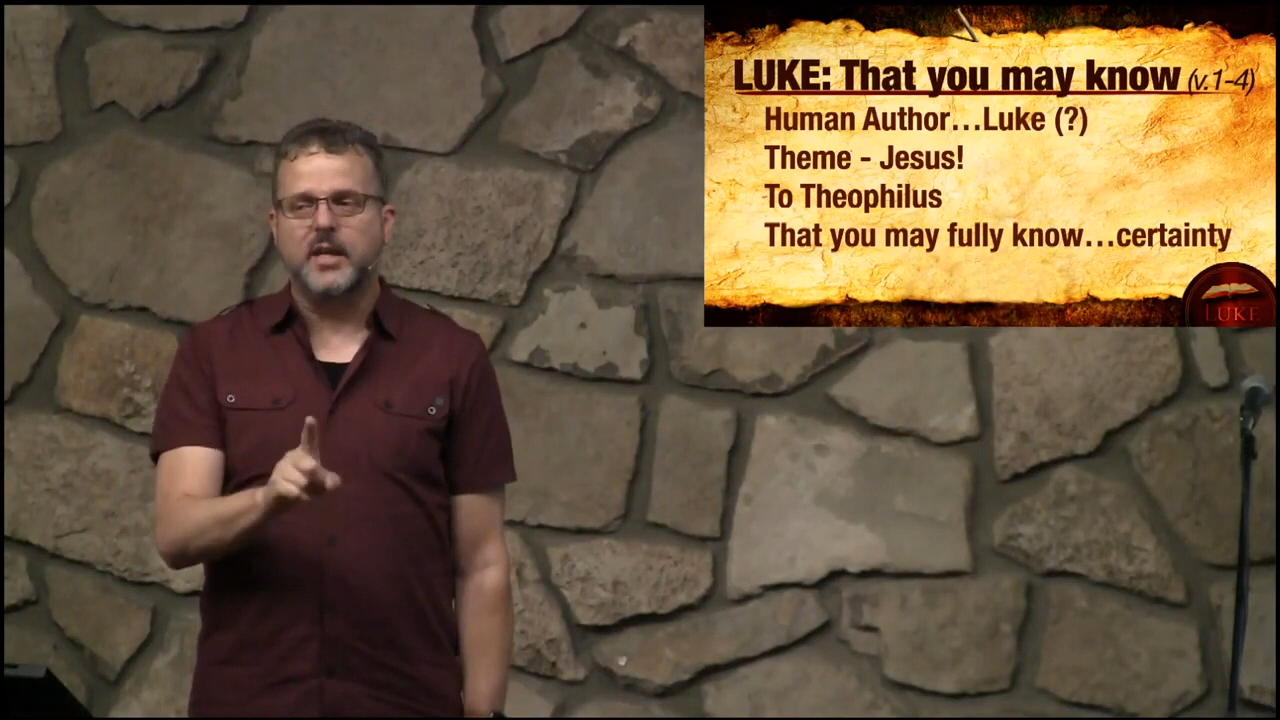 LUKE: That you may know (v.1-4)
Human Author...Luke (?)
Theme - Jesus!
To Theophilus
That you may fully know...certainty
LUKE